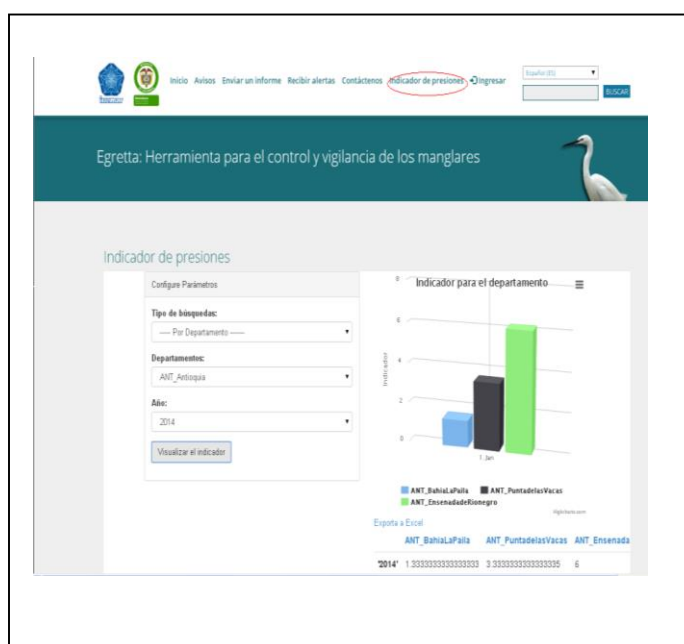 Inicio Avisos Enviar un informe Recibir alertas Contáctenos Indicador de presiones Ingresar
Español (ES)
BUSCAR
Egretta: Herramienta para el control y vigilancia de los manglares
Indicador de presiones
Configure Parámetros
Tipo de búsquedas:
---- Por Departamento -----
Departamentos:
ANT_Antioquia
Año:
2014
Visualizar el indicador
Indicador para el departamento
8
6
4
2
0
Indicador
1. Jan
ANT_BahiaLaPaila ANT_PuntadelasVacas
ANT_EnsenadadeRionegro
Highcharts.com
Exporta a Excel
ANT_BahiaLaPaila ANT_PuntadelasVacas ANT_Ensenada
'2014' 1.3333333333333333 3.3333333333333335 6